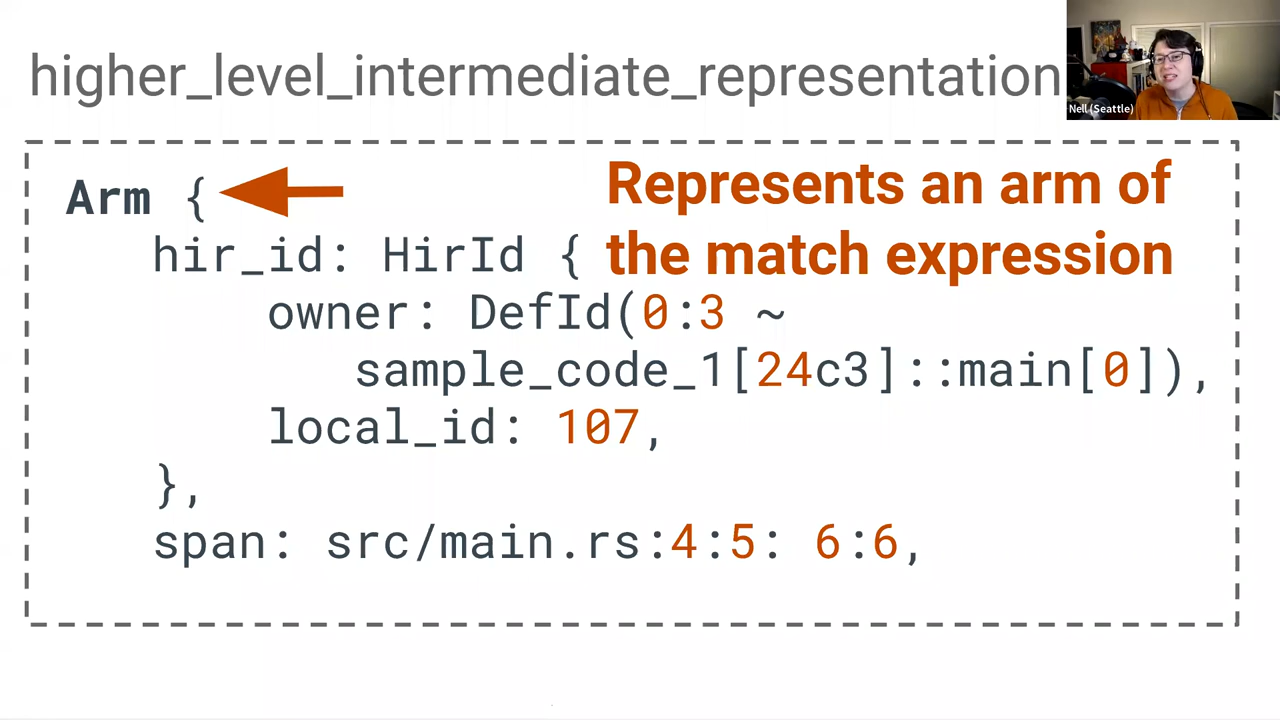 higher_level_intermediate_representation
Nell (Seattle)
Arm {
Represents an arm of
the match expression
hir_id: HirId {
owner: DefId(0:3 ~
sample_code_1[24c3]::main[0]),
local_id: 107,
},
span: src/main.rs:4:5: 6:6,